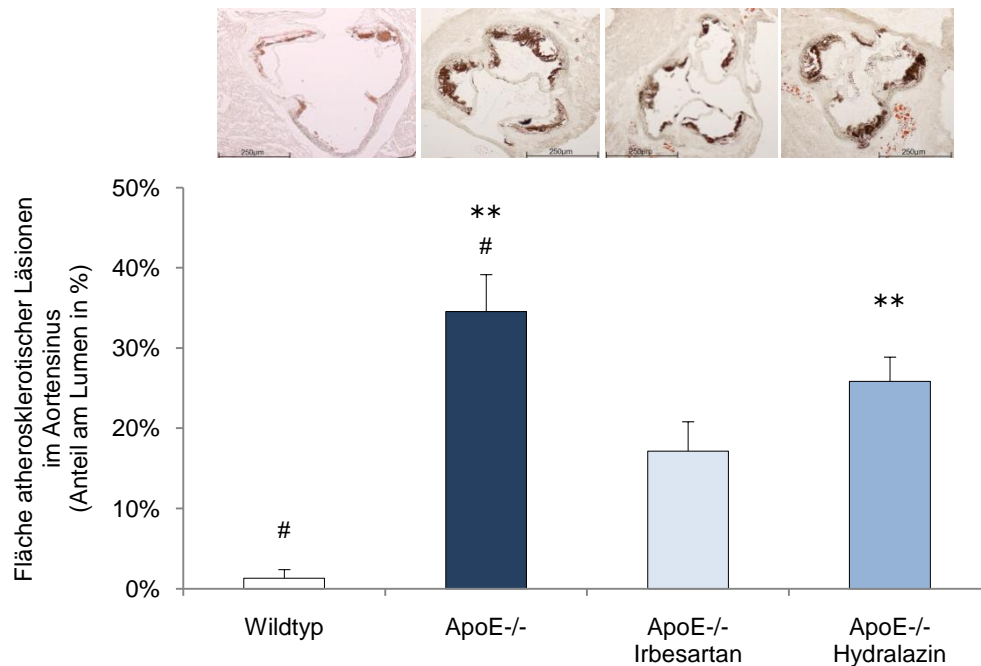 250µm 250µm 250µm 250µm
Fläche atherosklerotischer Läsionen
im Aortensinus
(Anteil am Lumen in %)
50%
40%
30%
20%
10%
0%
#
**
#
**
Wildtyp
ApoE-/-
ApoE-/-
Irbesartan
ApoE-/-
Hydralazin